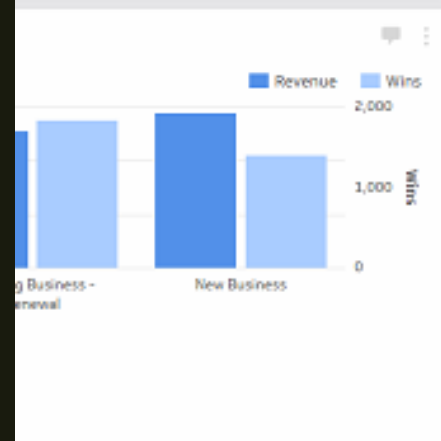 Revenue Wins
2,000
1,000
Wins
0
g Business - New Business
enewal